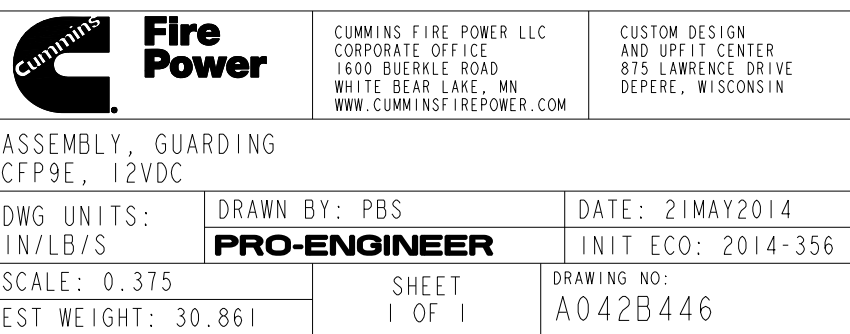 Cummins
Fire
Power
CUMMINS FIRE POWER LLC
CORPORATE OFFICE
1600 BUERKLE ROAD
WHITE BEAR LAKE, MN
WWW.CUMMINSFIREPOWER.COM
CUSTOM DESIGN
AND UPFIT CENTER
875 LAWRENCE DRIVE
DEPERE, WISCONSIN
ASSEMBLY, GUARDING
CFP9E, 12VDC
DWG UNITS:
IN/LB/S
DRAWN BY: PBS
PRO-ENGINEER
DATE: 21MAY2014
INIT ECO: 2014-356
SCALE: 0.375
EST WEIGHT: 30.861
SHEET
1 OF 1
DRAWING NO:
A042B446